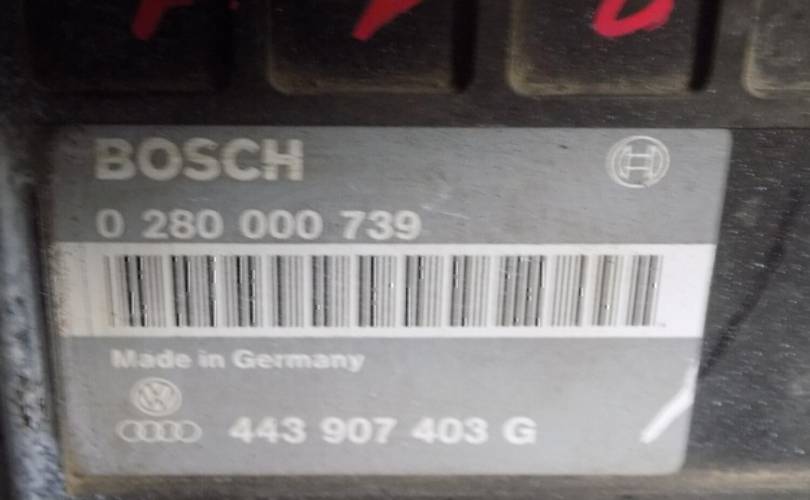 BOSCH
0 280 000 739
Made in Germany
443 907 403 G